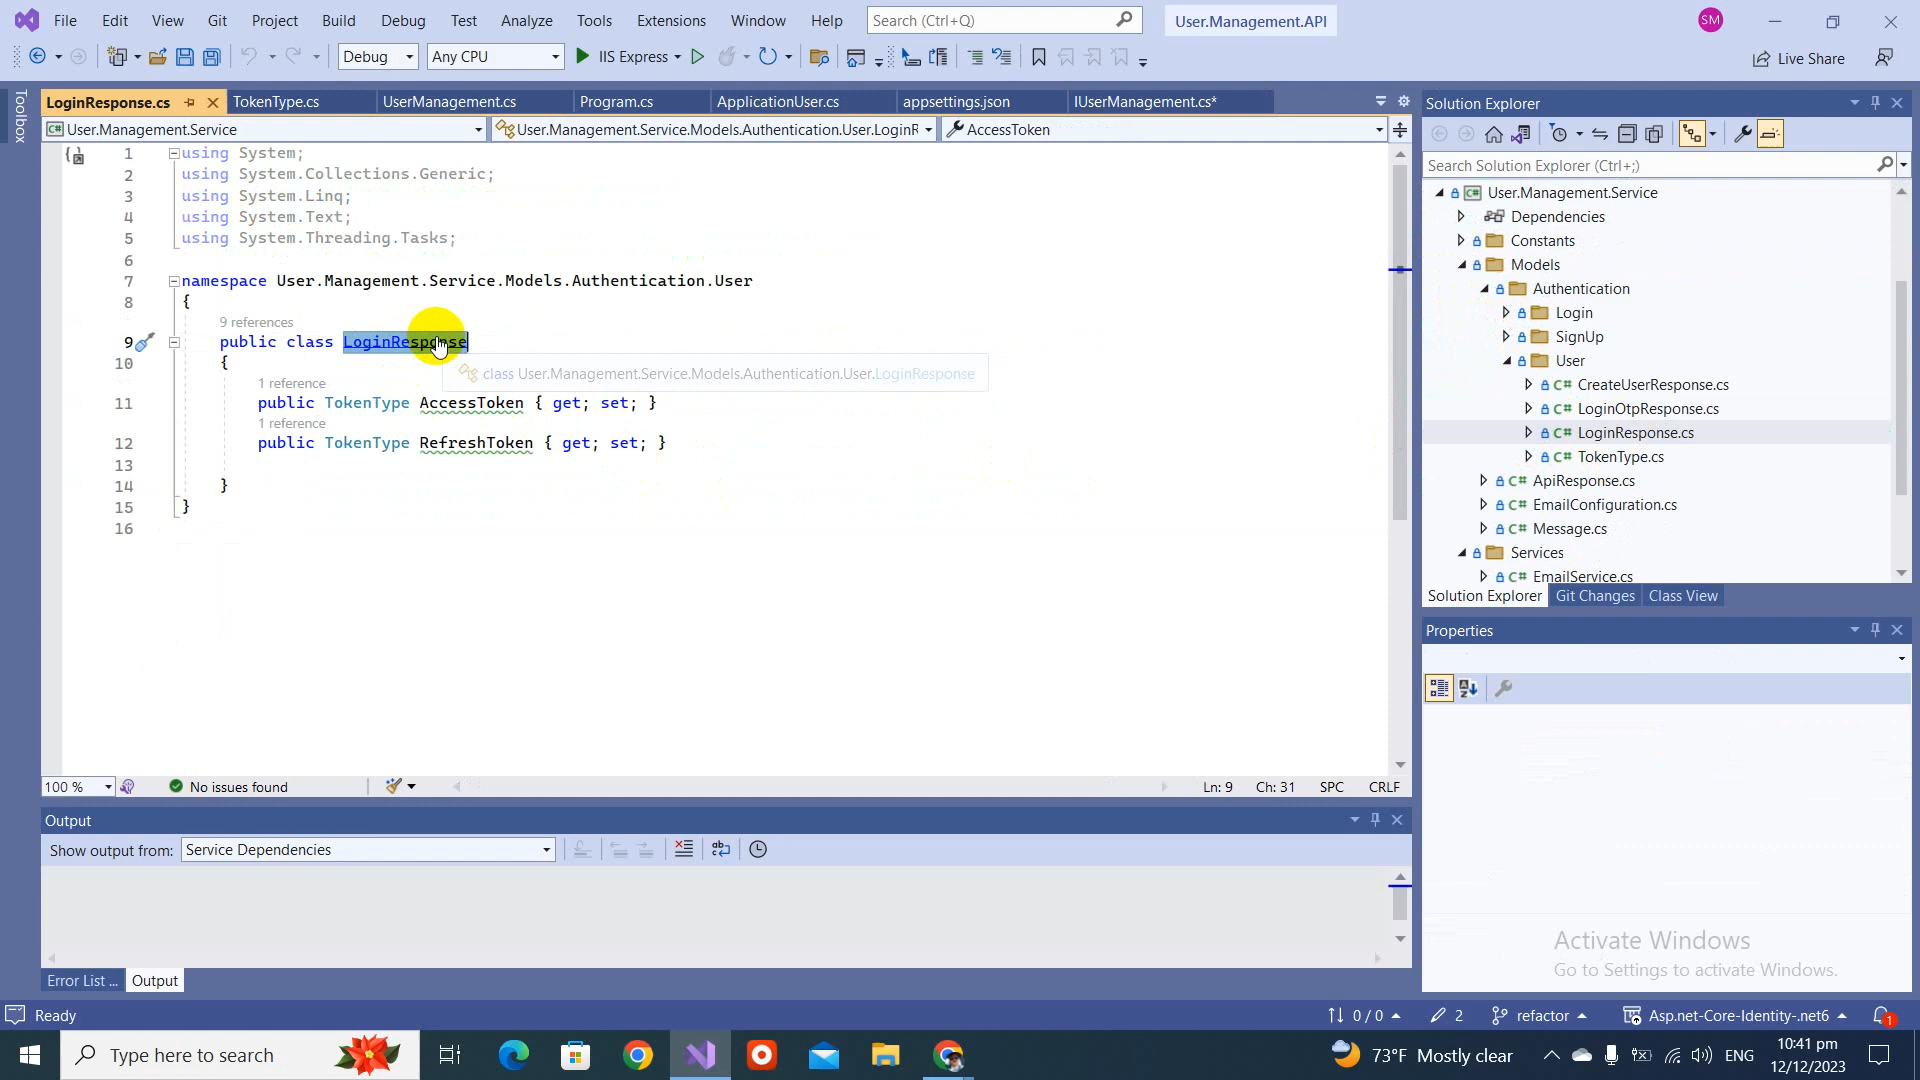 File Edit View Git Project Build Debug Test Analyze Tools Extensions Window Help Search (Ctrl+Q) User.Management.API SM
Debug Any CPU IIS Express Live Share
Toolbox
LoginResponse.cs TokenType.cs UserManagement.cs Program.cs ApplicationUser.cs appsettings.json IUserManagement.cs*
User.Management.Service User.Management.Service.Models.Authentication.User.LoginR AccessToken
1 using System;
2 using System.Collections.Generic;
3 using System.Linq;
4 using System.Text;
5 using System.Threading.Tasks;
6
7 namespace User.Management.Service.Models.Authentication.User
8 {
9 references
9 public class LoginResponse
10 {
class User.Management.Service.Models.Authentication.User.LoginResponse
1 reference
11 public TokenType AccessToken { get; set; }
1 reference
12 public TokenType RefreshToken { get; set; }
13
14 }
15 }
16
100 % No issues found Ln: 9 Ch: 31 SPC CRLF
Output
Show output from: Service Dependencies
Error List ... Output
Solution Explorer
Search Solution Explorer (Ctrl+;)
User.Management.Service
Dependencies
Constants
Models
Authentication
Login
SignUp
User
C# CreateUserResponse.cs
C# LoginOtpResponse.cs
C# LoginResponse.cs
C# TokenType.cs
C# ApiResponse.cs
C# EmailConfiguration.cs
C# Message.cs
Services
C# EmailService.cs
Solution Explorer Git Changes Class View
Properties
Activate Windows
Go to Settings to activate Windows.
Ready 0 / 0 2 refactor Asp.net-Core-Identity-.net6 1
Type here to search 73°F Mostly clear ENG 10:41 pm
12/12/2023